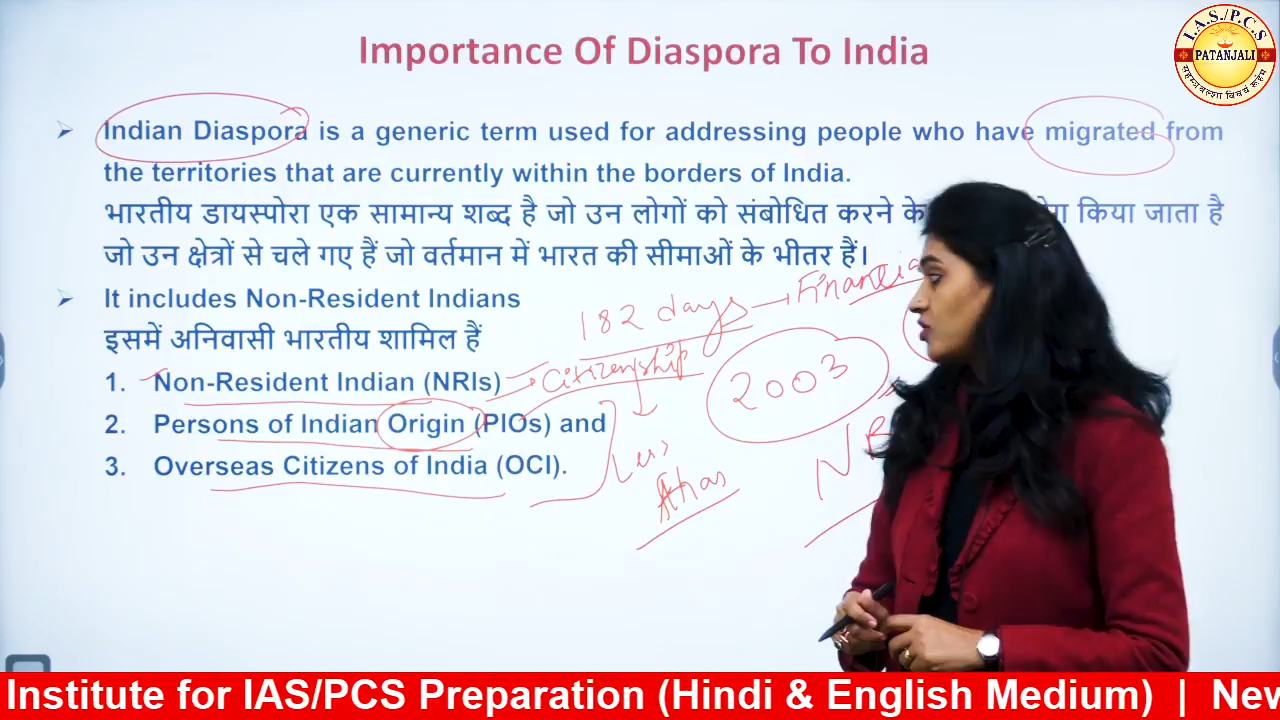 Importance Of Diaspora To India
I.A.S./P.C.S
PATANJALI
➢ Indian Diaspora is a generic term used for addressing people who have migrated from
the territories that are currently within the borders of India.
भारतीय डायस्पोरा एक सामान्य शब्द है जो उन लोगों को संबोधित करने के किया जाता है
जो उन क्षेत्रों से चले गए हैं जो वर्तमान में भारत की सीमाओं के भीतर हैं।
➢ It includes Non-Resident Indians
इसमें अनिवासी भारतीय शामिल हैं
182 days → Financia
1. Non-Resident Indian (NRIs)
Citizenship
2003
2. Persons of Indian Origin (PIOs) and
3. Overseas Citizens of India (OCI).
Institute for IAS/PCS Preparation (Hindi & English Medium) | New